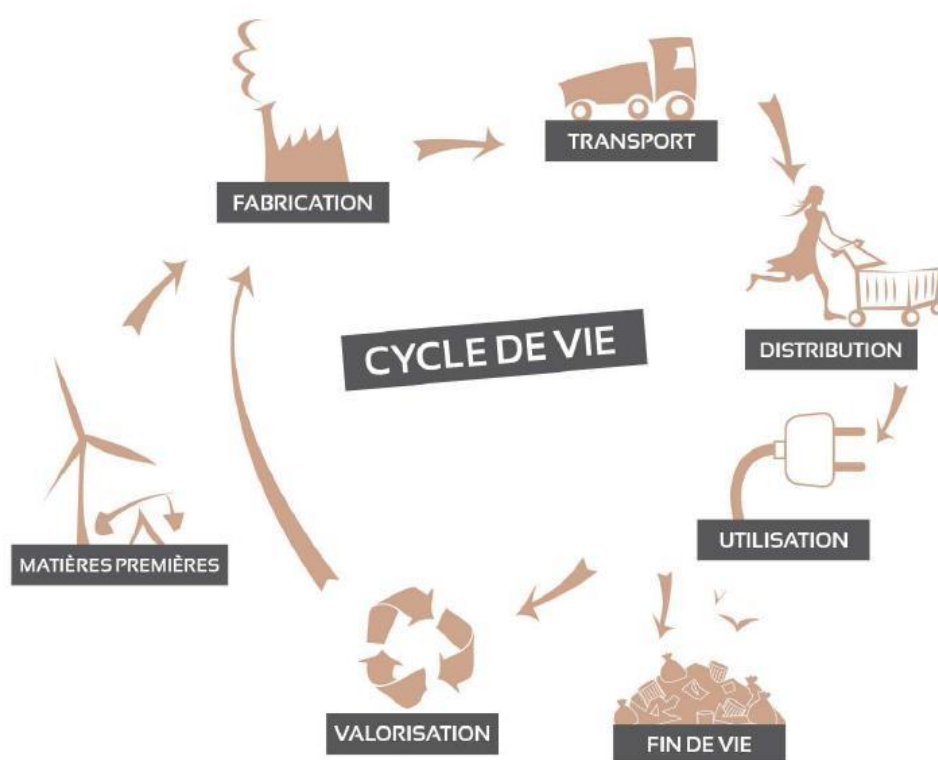 TRANSPORT
FABRICATION
CYCLE DE VIE
DISTRIBUTION
UTILISATION
MATIÈRES PREMIÈRES
VALORISATION
FIN DE VIE